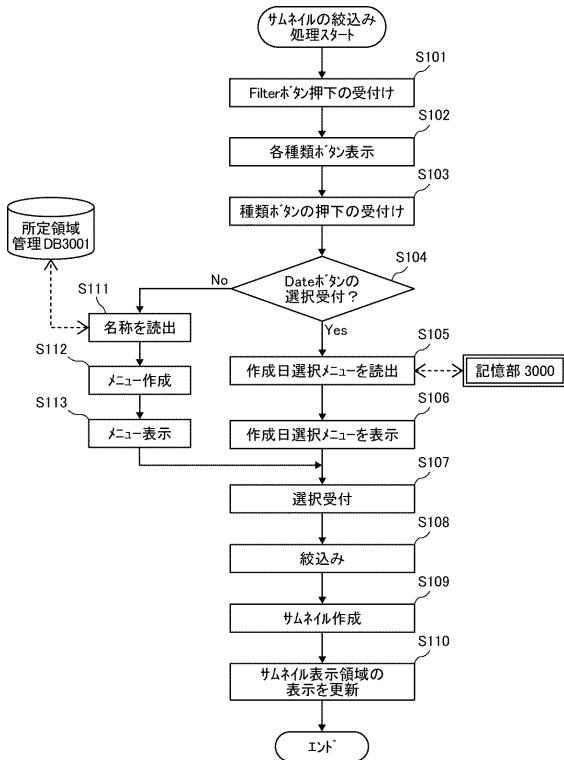 サムネイルの絞込み
処理スタート
S101
Filterボタン押下の受付け
S102
各種類ボタン表示
S103
種類ボタンの押下の受付け
所定領域
管理DB3001
S104
Dateボタンの
選択受付？
No
Yes
S111
名称を読出
S105
作成日選択メニューを読出
記憶部 3000
S112
メニュー作成
S106
作成日選択メニューを表示
S113
メニュー表示
S107
選択受付
S108
絞込み
S109
サムネイル作成
S110
サムネイル表示領域の
表示を更新
エンド